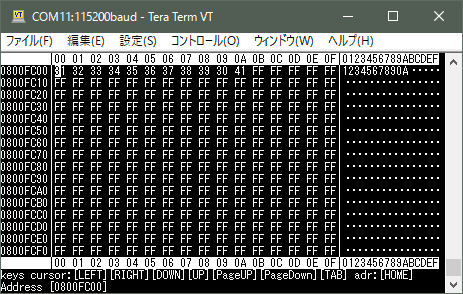 COM11:115200baud - Tera Term VT
ファイル(F) 編集(E) 設定(S) コントロール(O) ウィンドウ(W) ヘルプ(H)
00 01 02 03 04 05 06 07 08 09 0A 0B 0C 0D 0E 0F 0123456789ABCDEF
0800FC00 31 32 33 34 35 36 37 38 39 30 41 FF FF FF FF FF 1234567890A·····
0800FC10 FF FF FF FF FF FF FF FF FF FF FF FF FF FF FF FF ················
0800FC20 FF FF FF FF FF FF FF FF FF FF FF FF FF FF FF FF ················
0800FC30 FF FF FF FF FF FF FF FF FF FF FF FF FF FF FF FF ················
0800FC40 FF FF FF FF FF FF FF FF FF FF FF FF FF FF FF FF ················
0800FC50 FF FF FF FF FF FF FF FF FF FF FF FF FF FF FF FF ················
0800FC60 FF FF FF FF FF FF FF FF FF FF FF FF FF FF FF FF ················
0800FC70 FF FF FF FF FF FF FF FF FF FF FF FF FF FF FF FF ················
0800FC80 FF FF FF FF FF FF FF FF FF FF FF FF FF FF FF FF ················
0800FC90 FF FF FF FF FF FF FF FF FF FF FF FF FF FF FF FF ················
0800FCA0 FF FF FF FF FF FF FF FF FF FF FF FF FF FF FF FF ················
0800FCB0 FF FF FF FF FF FF FF FF FF FF FF FF FF FF FF FF ················
0800FCC0 FF FF FF FF FF FF FF FF FF FF FF FF FF FF FF FF ················
0800FCD0 FF FF FF FF FF FF FF FF FF FF FF FF FF FF FF FF ················
0800FCE0 FF FF FF FF FF FF FF FF FF FF FF FF FF FF FF FF ················
0800FCF0 FF FF FF FF FF FF FF FF FF FF FF FF FF FF FF FF ················
00 01 02 03 04 05 06 07 08 09 0A 0B 0C 0D 0E 0F 0123456789ABCDEF
keys cursor:[LEFT][RIGHT][DOWN][UP][PageUP][PageDown][TAB] adr:[HOME]
Address [0800FC00]